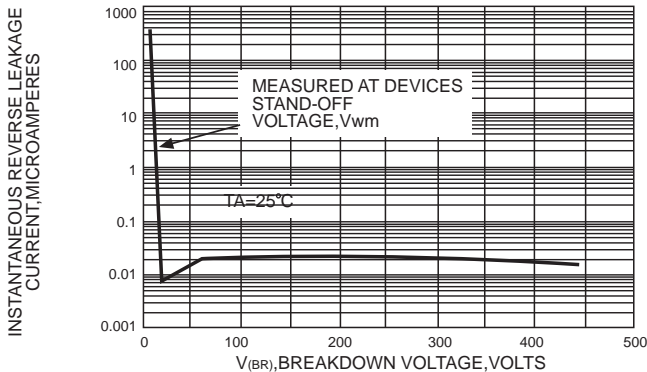 INSTANTANEOUS REVERSE LEAKAGE
CURRENT,MICROAMPERES
1000
100
10
1
0.1
0.01
0.001
MEASURED AT DEVICES
STAND-OFF
VOLTAGE,Vwm
TA=25°C
0 100 200 300 400 500
V(BR),BREAKDOWN VOLTAGE,VOLTS